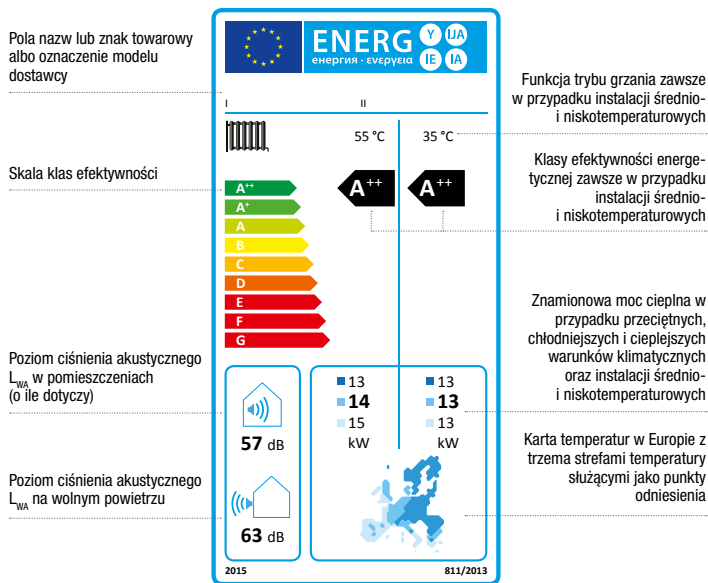 Pola nazw lub znak towarowy
albo oznaczenie modelu
dostawcy
Skala klas efektywności
Poziom ciśnienia akustycznego
LWA w pomieszczeniach
(o ile dotyczy)
Poziom ciśnienia akustycznego
LWA na wolnym powietrzu
ENERG
енергия · ενεργεια
Y
IJA
IE
IA
I
II
55 °C
35 °C
A++
A+
A
B
C
D
E
F
G
A++
A++
57 dB
63 dB
13
14
15
kW
13
13
13
kW
2015
811/2013
Funkcja trybu grzania zawsze
w przypadku instalacji średnio-
i niskotemperaturowych
Klasy efektywności energe-
tycznej zawsze w przypadku
instalacji średnio-
i niskotemperaturowych
Znamionowa moc cieplna w
przypadku przeciętnych,
chłodniejszych i cieplejszych
warunków klimatycznych
oraz instalacji średnio-
i niskotemperaturowych
Karta temperatur w Europie z
trzema strefami temperatury
służącymi jako punkty
odniesienia